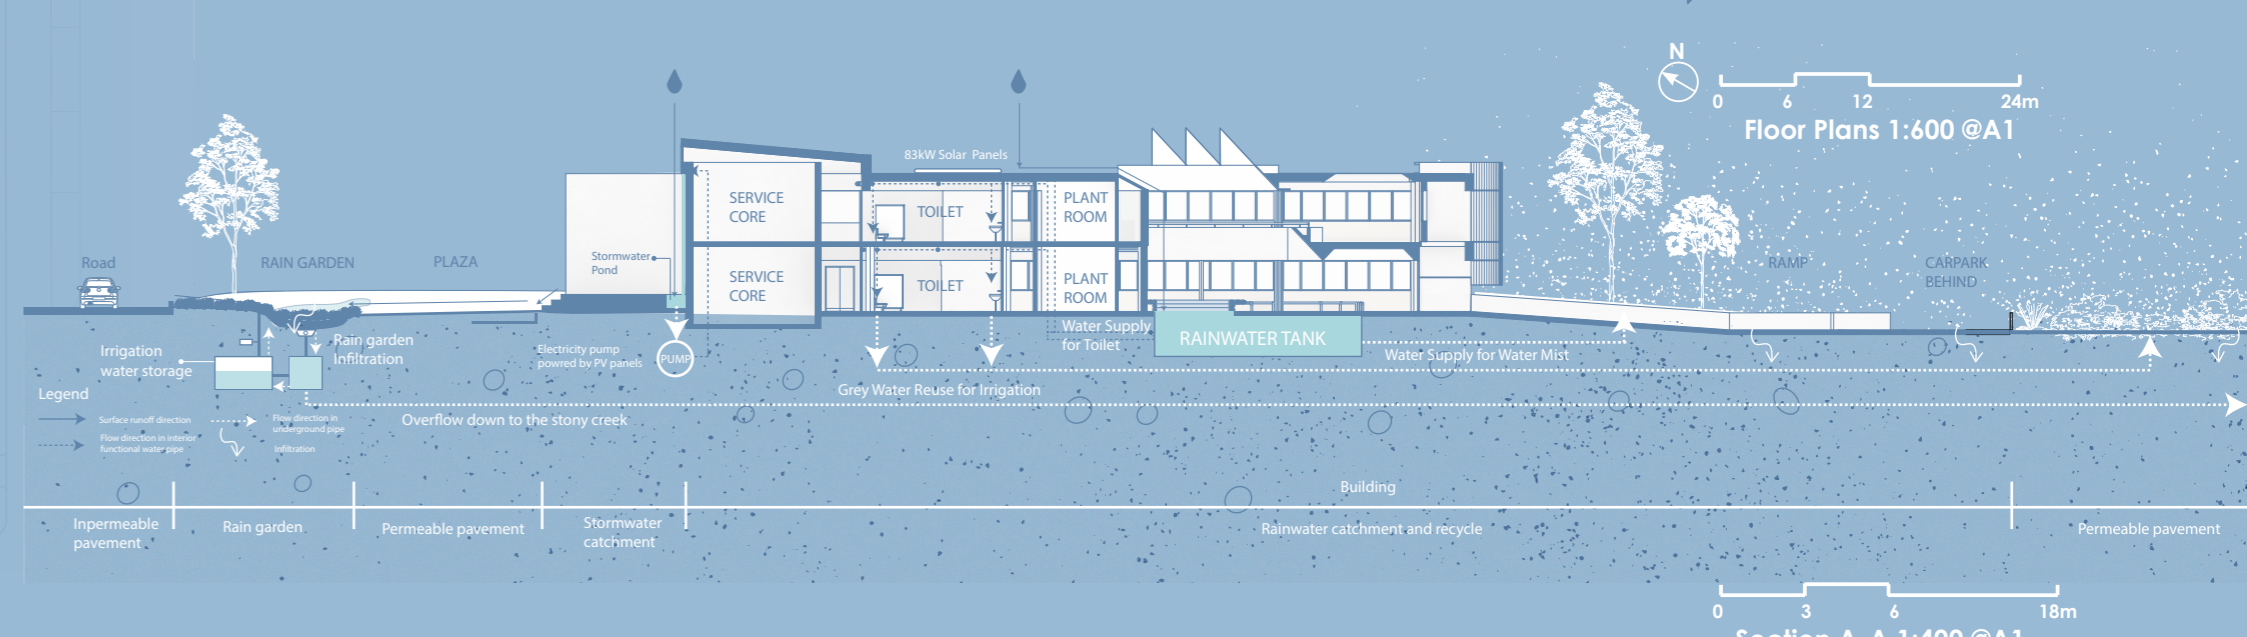 N
0 6 12 24m
Floor Plans 1:600 @A1
83kW Solar Panels
SERVICE
CORE
TOILET
PLANT
ROOM
Road
RAIN GARDEN
PLAZA
Stormwater
Pond
SERVICE
CORE
TOILET
PLANT
ROOM
RAMP
CARPARK
BEHIND
Irrigation
water storage
Rain garden
Infiltration
Electricity pump
powred by PV panels
PUMP
Water Supply
for Toilet
RAINWATER TANK
Water Supply for Water Mist
Grey Water Reuse for Irrigation
Overflow down to the stony creek
Legend
Surface runoff direction
Flow direction in
underground pipe
Flow direction in interior
functional water pipe
Infiltration
Building
Inpermeable
pavement
Rain garden
Permeable pavement
Stormwater
catchment
Rainwater catchment and recycle
Permeable pavement
0 3 6 18m
Section A-A 1:400 @A1